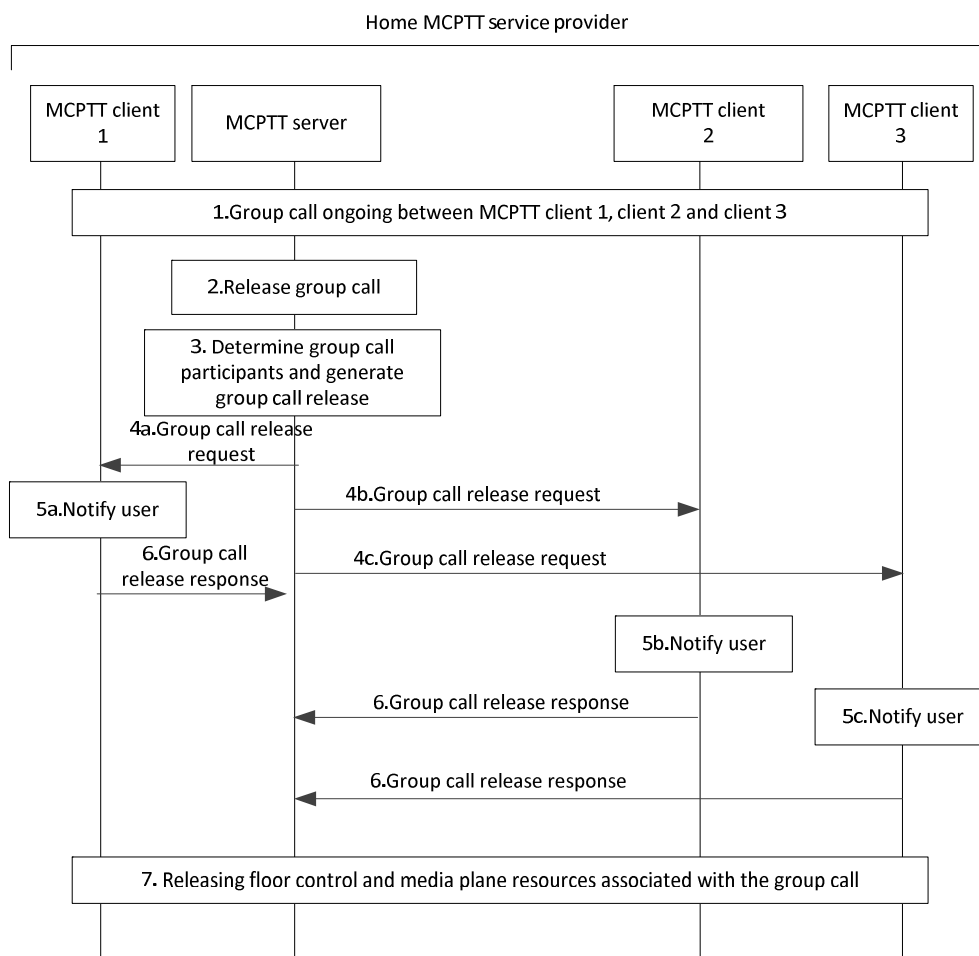 Home MCPTT service provider
MCPTT client
1
MCPTT server
MCPTT client
2
MCPTT client
3
1.Group call ongoing between MCPTT client 1, client 2 and client 3
2.Release group call
3. Determine group call
participants and generate
group call release
4a.Group call release
request
4b.Group call release request
5a.Notify user
6.Group call
release response
4c.Group call release request
5b.Notify user
6.Group call release response
5c.Notify user
6.Group call release response
7. Releasing floor control and media plane resources associated with the group call